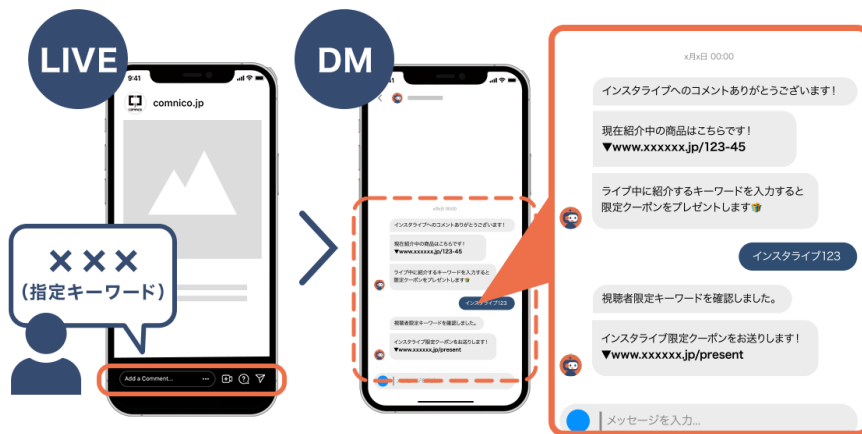 LIVE
9:41
comnico.jp
×××
(指定キーワード)
Add a Comment...
DM
x月x日 00:00
インスタライブへのコメントありがとうございます！
現在紹介中の商品はこちらです！
▼www.xxxxxx.jp/123-45
ライブ中に紹介するキーワードを入力すると
限定クーポンをプレゼントします
インスタライブ123
視聴者限定キーワードを確認しました。
インスタライブ限定クーポンをお送りします！
▼www.xxxxxx.jp/present
x月x日 00:00
インスタライブへのコメントありがとうございます！
現在紹介中の商品はこちらです！
▼www.xxxxxx.jp/123-45
ライブ中に紹介するキーワードを入力すると
限定クーポンをプレゼントします
インスタライブ123
視聴者限定キーワードを確認しました。
インスタライブ限定クーポンをお送りします！
▼www.xxxxxx.jp/present
メッセージを入力...